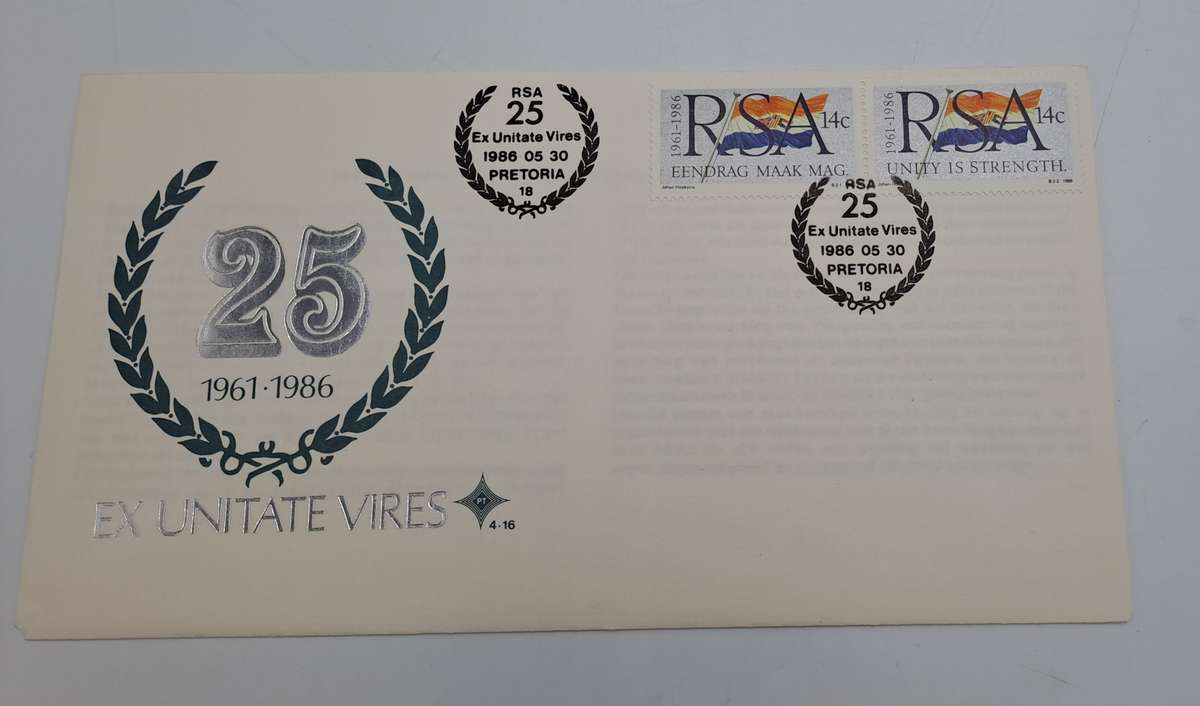 RSA
25
Ex Unitate Vires
1986 05 30
PRETORIA
18
1961-1986
RSA
14c
EENDRAG MAAK MAG.
1961-1986
RSA
14c
UNITY IS STRENGTH.
RSA
25
Ex Unitate Vires
1986 05 30
PRETORIA
18
25
1961·1986
EX UNITATE VIRES
PT
4·16